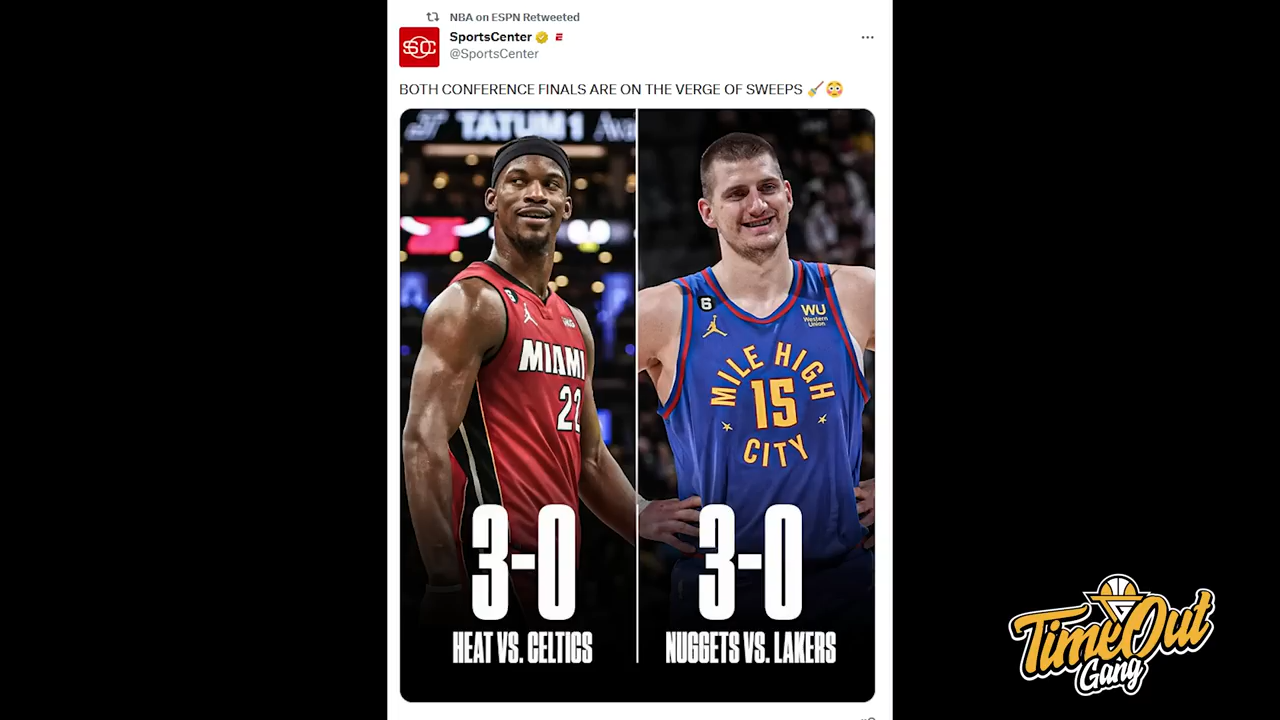 NBA on ESPN Retweeted
SC
SportsCenter
@SportsCenter
BOTH CONFERENCE FINALS ARE ON THE VERGE OF SWEEPS
TATUM 1
MIAMI
22
6
WU
Western
Union
MILE HIGH
15
CITY
3-0
HEAT VS. CELTICS
3-0
NUGGETS VS. LAKERS
TimeOut
Gang